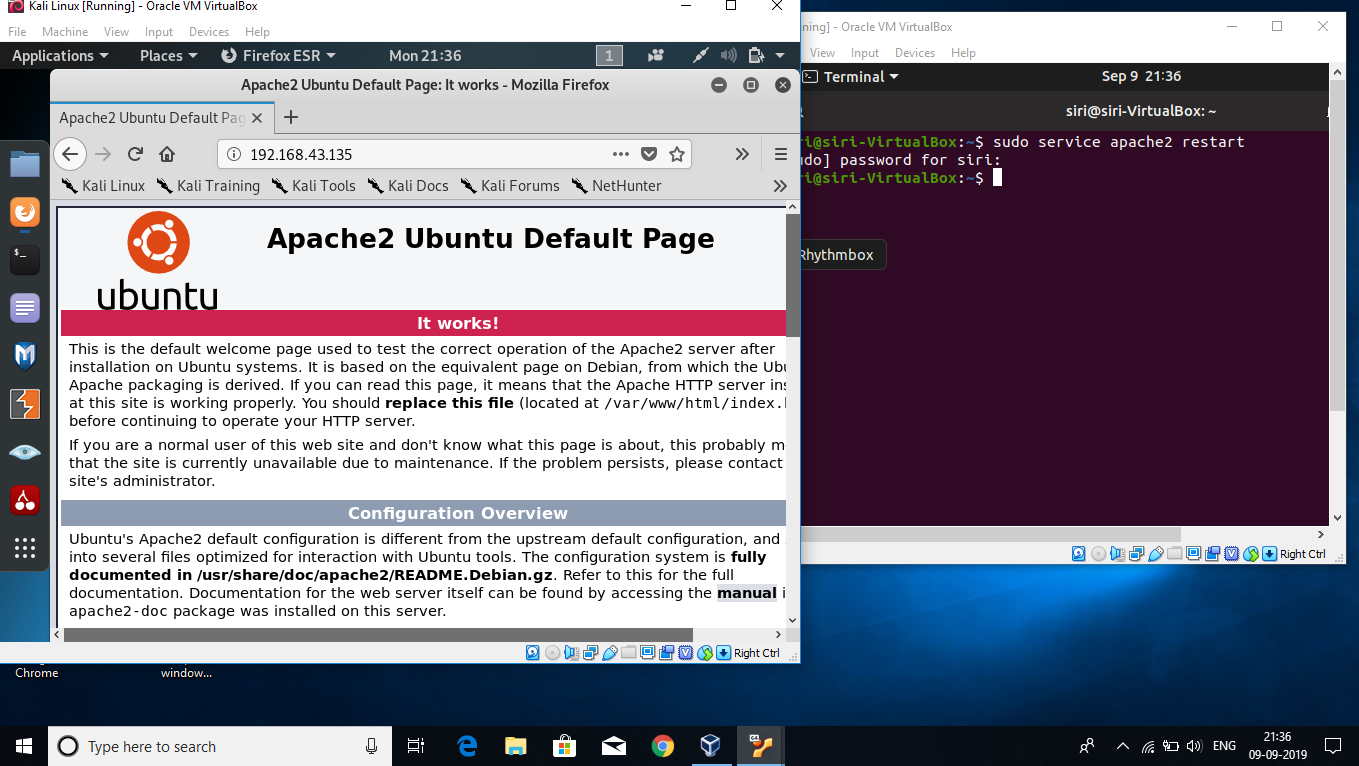 Kali Linux [Running] - Oracle VM VirtualBox
File Machine View Input Devices Help
Applications Places Firefox ESR Mon 21:36 1
Apache2 Ubuntu Default Page: It works - Mozilla Firefox
Apache2 Ubuntu Default Pag
192.168.43.135
Kali Linux Kali Training Kali Tools Kali Docs Kali Forums NetHunter
ubuntu
Apache2 Ubuntu Default Page
It works!
This is the default welcome page used to test the correct operation of the Apache2 server after
installation on Ubuntu systems. It is based on the equivalent page on Debian, from which the Ubu
Apache packaging is derived. If you can read this page, it means that the Apache HTTP server ins
at this site is working properly. You should replace this file (located at /var/www/html/index.
before continuing to operate your HTTP server.
If you are a normal user of this web site and don't know what this page is about, this probably m
that the site is currently unavailable due to maintenance. If the problem persists, please contact
site's administrator.
Configuration Overview
Ubuntu's Apache2 default configuration is different from the upstream default configuration, and
into several files optimized for interaction with Ubuntu tools. The configuration system is fully
documented in /usr/share/doc/apache2/README.Debian.gz. Refer to this for the full
documentation. Documentation for the web server itself can be found by accessing the manual i
apache2-doc package was installed on this server.
Right Ctrl
ning] - Oracle VM VirtualBox
View Input Devices Help
Terminal Sep 9 21:36
siri@siri-VirtualBox: ~
ri@siri-VirtualBox:~$ sudo service apache2 restart
udo] password for siri:
ri@siri-VirtualBox:~$
Rhythmbox
Right Ctrl
Chrome
window...
Type here to search
ENG
21:36
09-09-2019